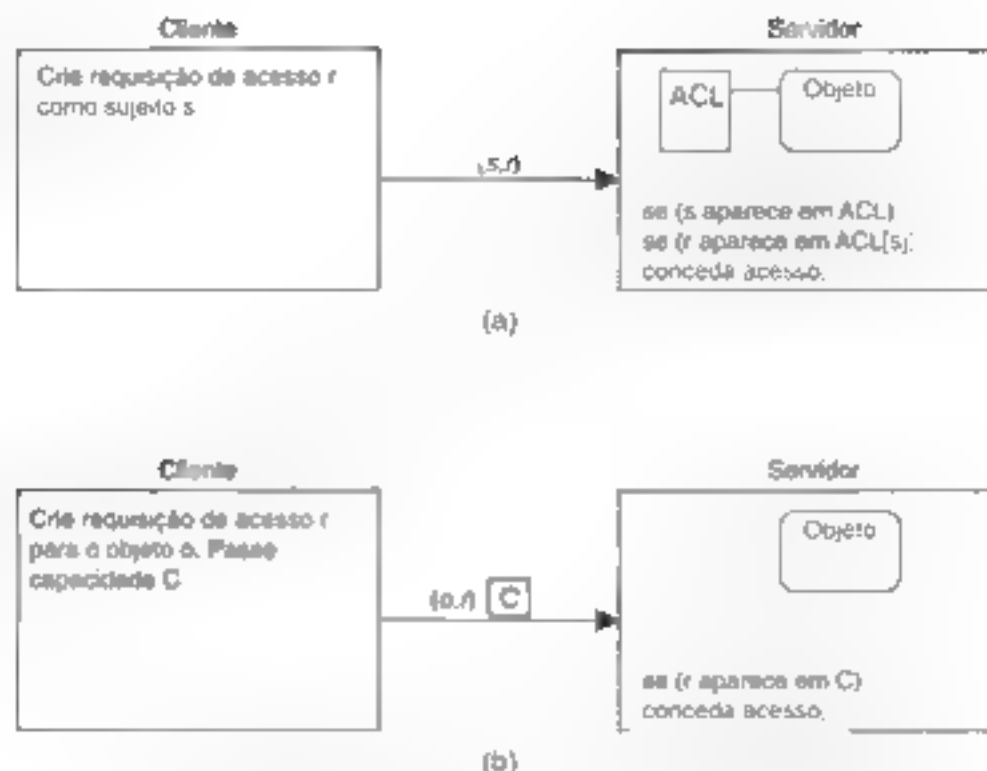 Cliente
Servidor
Crie requisição de acesso r
como sujeito s
ACL
Objeto
(s,r)
se (s aparece em ACL)
se (r aparece em ACL[s])
conceda acesso;
(a)
Cliente
Servidor
Crie requisição de acesso r
para o objeto o. Passe
capacidade C
Objeto
(o,r) C
se (r aparece em C)
conceda acesso;
(b)